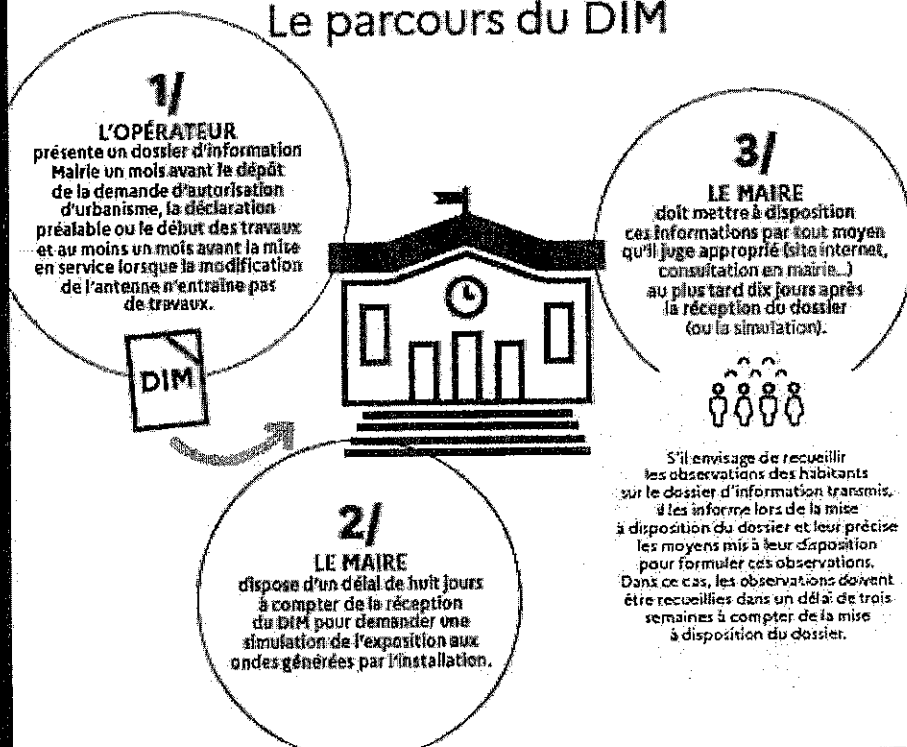 Le parcours du DIM
1/
L'OPÉRATEUR
présente un dossier d'information
Mairie un mois avant le dépôt
de la demande d'autorisation
d'urbanisme, la déclaration
préalable ou le début des travaux
et au moins un mois avant la mise
en service lorsque la modification
de l'antenne n'entraîne pas
de travaux.
DIM
2/
LE MAIRE
dispose d'un délai de huit jours
à compter de la réception
du DIM pour demander une
simulation de l'exposition aux
ondes générées par l'installation.
3/
LE MAIRE
doit mettre à disposition
ces informations par tout moyen
qu'il juge approprié (site internet,
consultation en mairie...)
au plus tard dix jours après
la réception du dossier
(ou la simulation).
S'il envisage de recueillir
les observations des habitants
sur le dossier d'information transmis,
il les informe lors de la mise
à disposition du dossier et leur précise
les moyens mis à leur disposition
pour formuler ces observations.
Dans ce cas, les observations doivent
être recueillies dans un délai de trois
semaines à compter de la mise
à disposition du dossier.